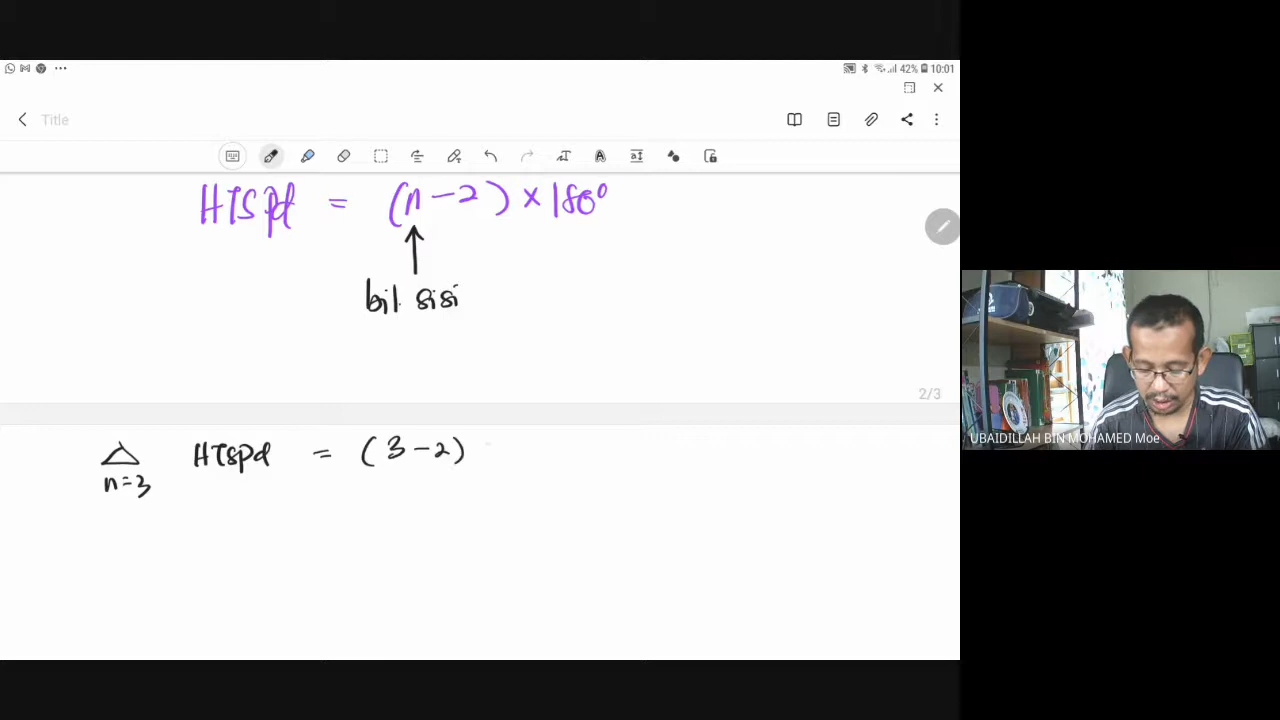 42% 10:01
Title
HTSPd = (n-2) × 180°
bil. sisi
2/3
HTSPd = (3-2)
n=3
UBAIDILLAH BIN MOHAMED Moe